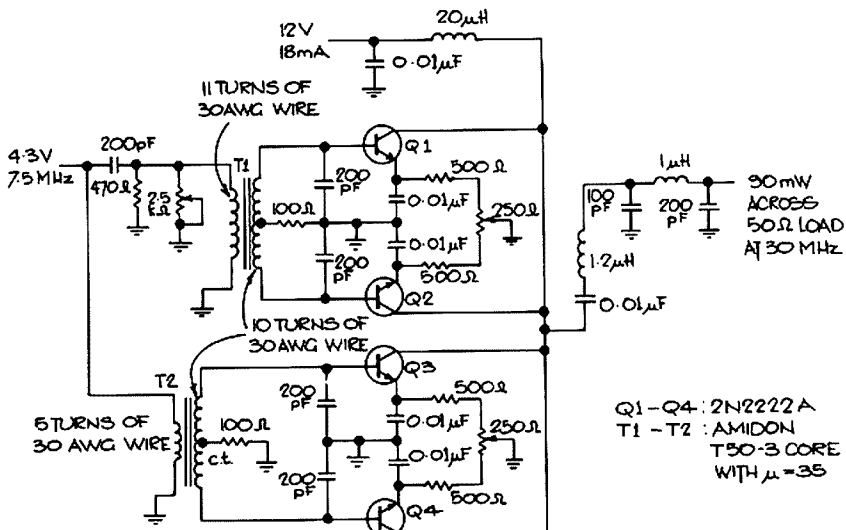 12V
18mA
20µH
0.01µF
11 TURNS OF
30AWG WIRE
4.3V
7.5 MHz
200pF
470Ω
2.5
kΩ
T1
100Ω
200
pF
200
pF
Q1
500Ω
0.01µF
250Ω
0.01µF
500Ω
Q2
1µH
100
pF
200
pF
90mW
ACROSS
50Ω LOAD
AT 30 MHz
1.2µH
0.01µF
10 TURNS OF
30AWG WIRE
T2
5 TURNS OF
30 AWG WIRE
100Ω
c.t.
200
pF
200
pF
Q3
500Ω
0.01µF
250Ω
0.01µF
500Ω
Q4
Q1-Q4: 2N2222A
T1-T2: AMIDON
T50-3 CORE
WITH µ=35